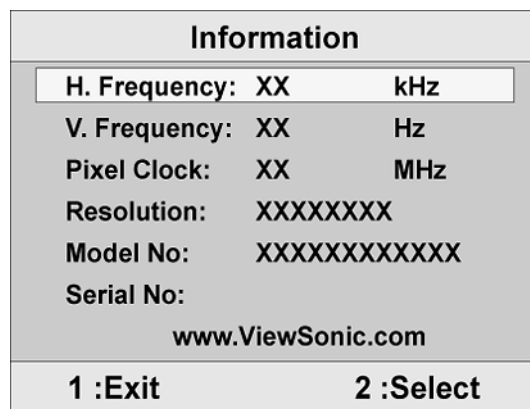 Information
H. Frequency: XX kHz
V. Frequency: XX Hz
Pixel Clock: XX MHz
Resolution: XXXXXXXX
Model No: XXXXXXXXXXXX
Serial No:
www.ViewSonic.com
1 :Exit 2 :Select